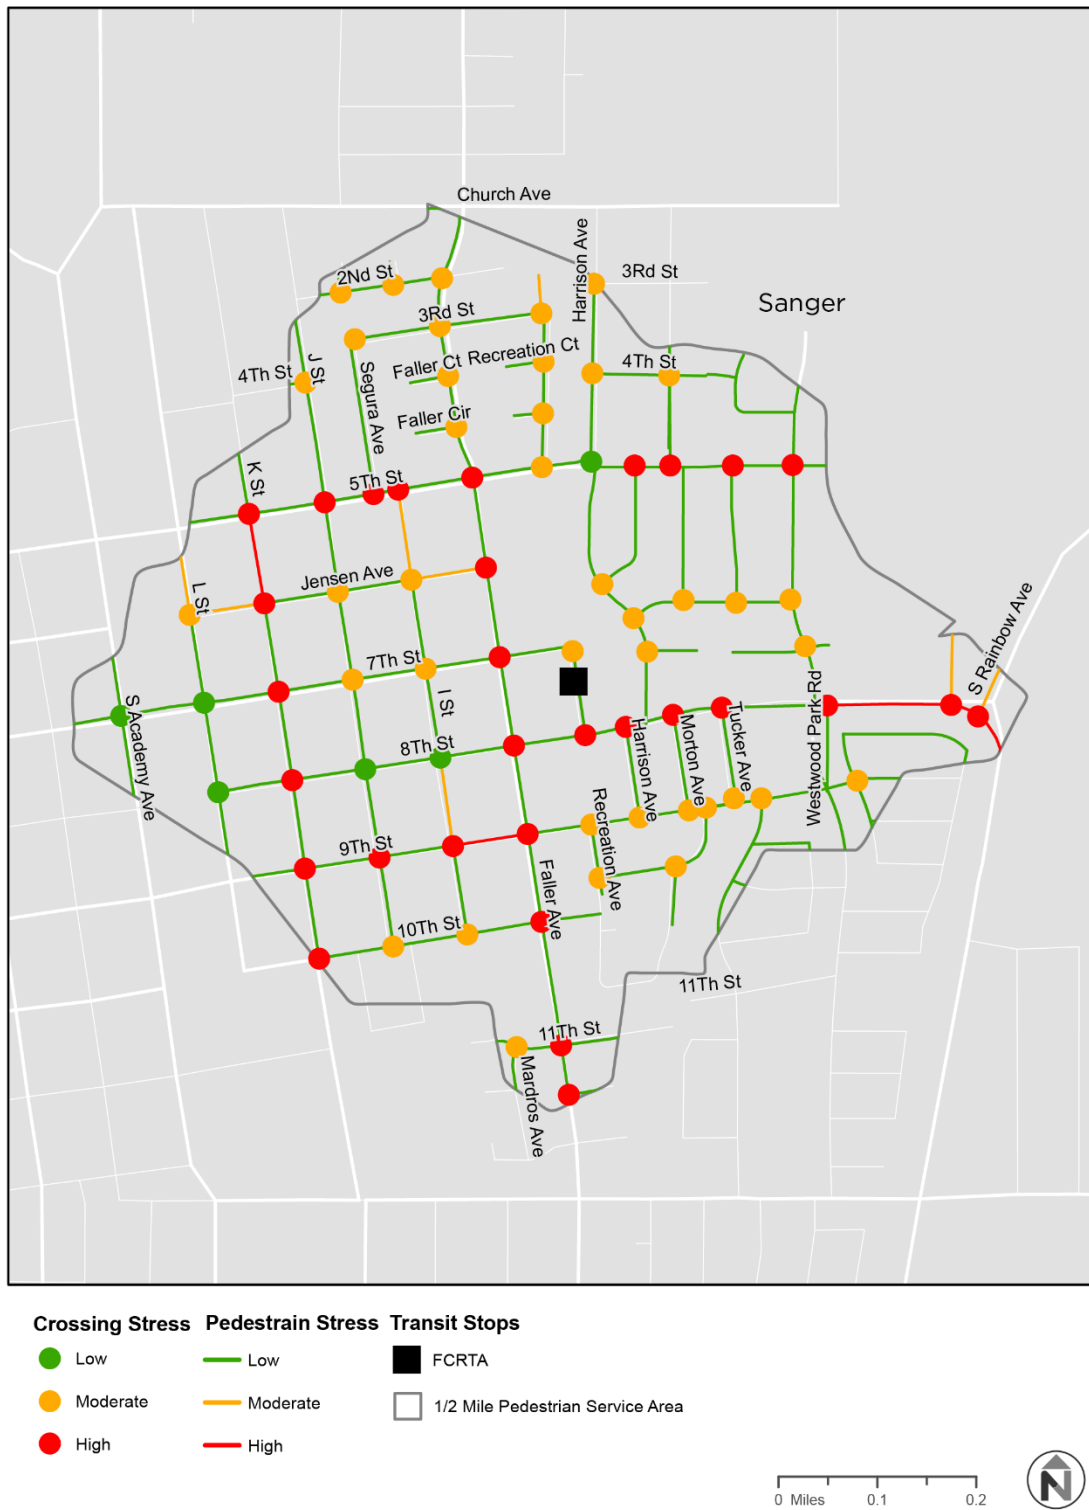 Church Ave
Harrison Ave
2Nd St
3Rd St
Sanger
3Rd St
J St
4Th St
Segura Ave
Faller Ct
Recreation Ct
4Th St
Faller Cir
K St
5Th St
L St
Jensen Ave
S Rainbow Ave
7Th St
S Academy Ave
I St
8Th St
Harrison Ave
Morton Ave
Tucker Ave
Westwood Park Rd
9Th St
Recreation Ave
Faller Ave
10Th St
11Th St
11Th St
Mardros Ave
Crossing Stress Pedestrain Stress Transit Stops
Low Low FCRTA
Moderate Moderate 1/2 Mile Pedestrian Service Area
High High
0 Miles 0.1 0.2
N